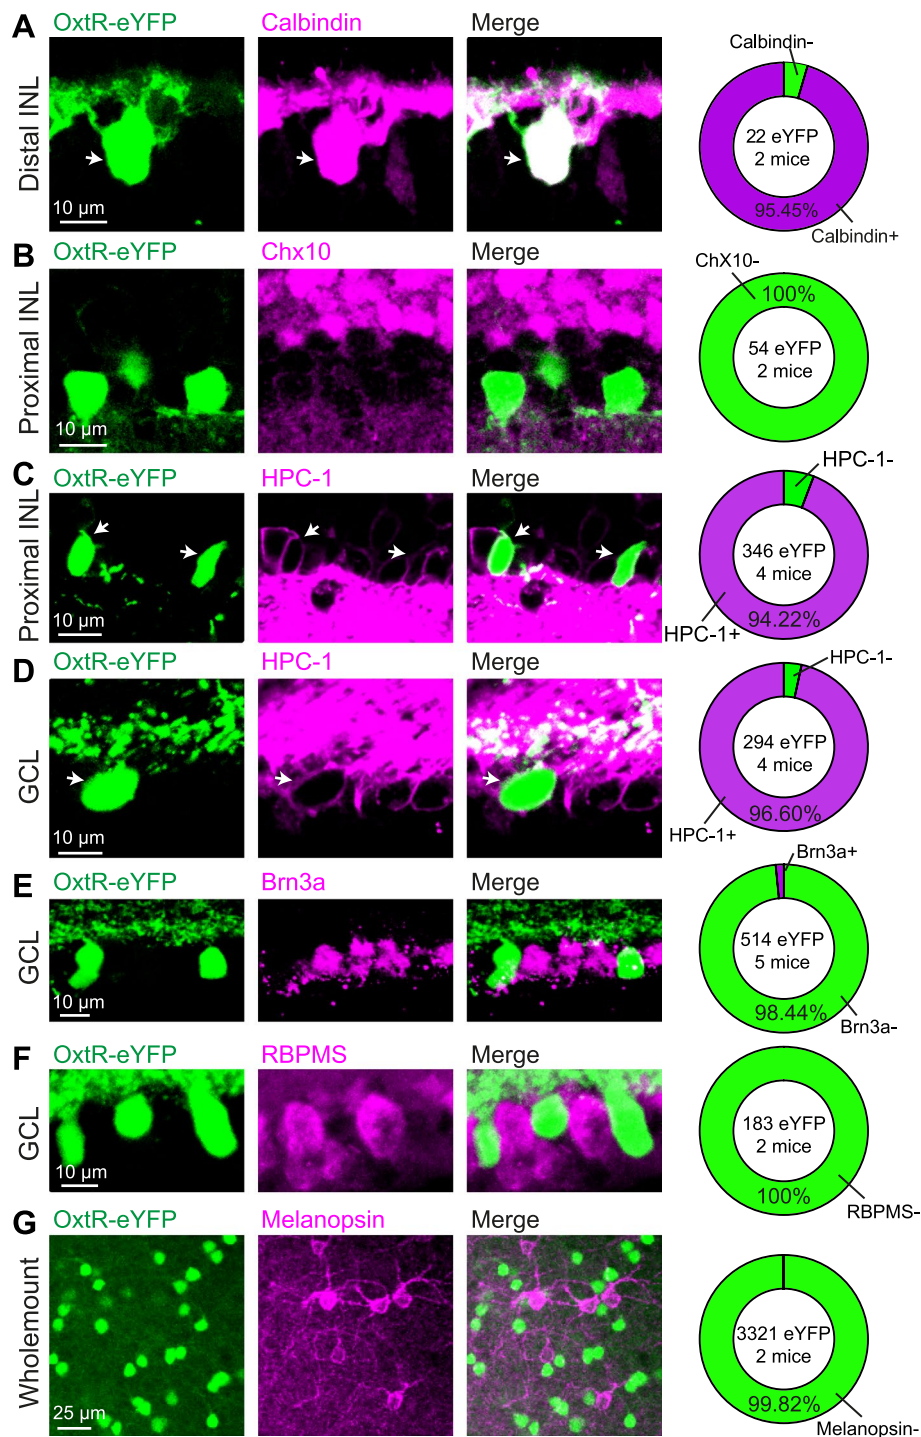 A
OxtR-eYFP
Calbindin
Merge
Distal INL
10 µm
Calbindin-
22 eYFP
2 mice
95.45%
Calbindin+
B
OxtR-eYFP
Chx10
Merge
Proximal INL
10 µm
ChX10-
100%
54 eYFP
2 mice
C
OxtR-eYFP
HPC-1
Merge
Proximal INL
10 µm
HPC-1-
346 eYFP
4 mice
94.22%
HPC-1+
D
OxtR-eYFP
HPC-1
Merge
GCL
10 µm
HPC-1-
294 eYFP
4 mice
96.60%
HPC-1+
E
OxtR-eYFP
Brn3a
Merge
GCL
10 µm
Brn3a+
514 eYFP
5 mice
98.44%
Brn3a-
F
OxtR-eYFP
RBPMS
Merge
GCL
10 µm
183 eYFP
2 mice
100%
RBPMS-
G
OxtR-eYFP
Melanopsin
Merge
Wholemount
25 µm
3321 eYFP
2 mice
99.82%
Melanopsin-